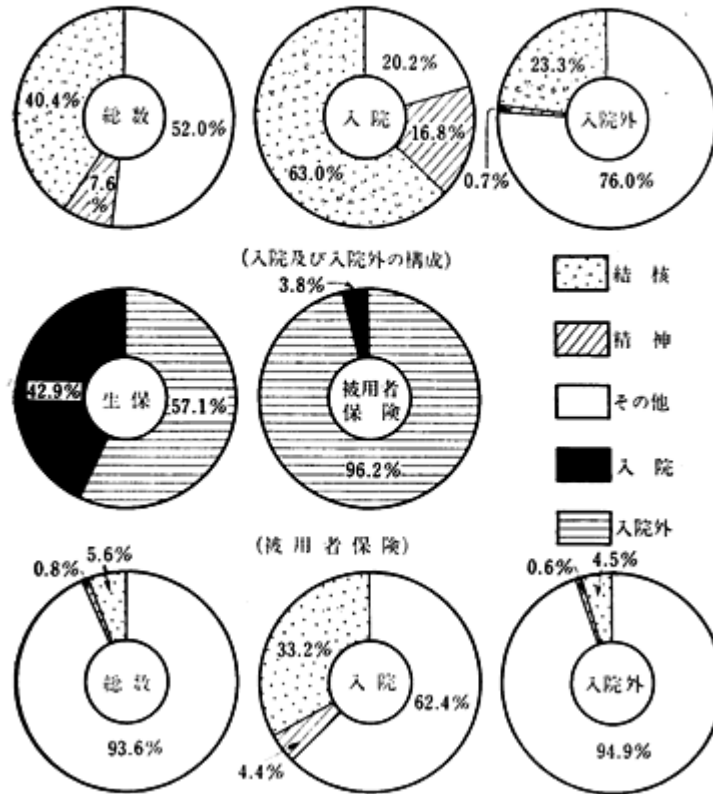 40.4%
総数
52.0%
7.6
%
20.2%
入院
16.8%
63.0%
23.3%
入院外
0.7%
76.0%
(入院及び入院外の構成)
3.8%
42.9%
生保
57.1%
被用者
保険
96.2%
結核
精神
その他
入院
入院外
(被用者保険)
0.8%
5.6%
総数
93.6%
33.2%
入院
62.4%
4.4%
0.6%
4.5%
入院外
94.9%